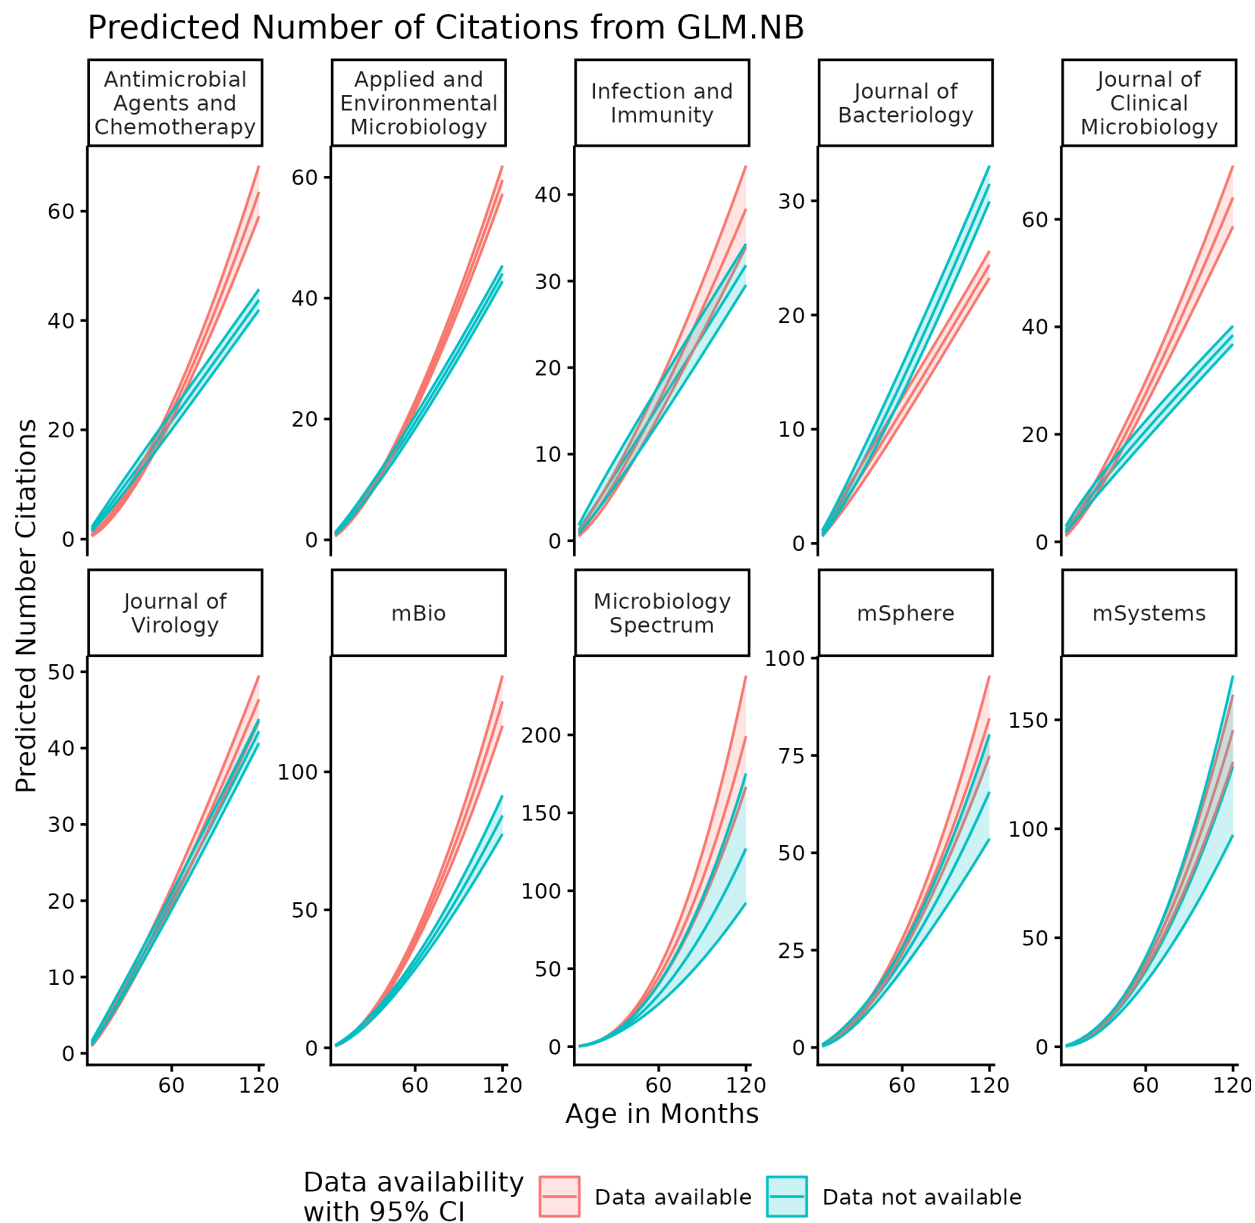 Predicted Number of Citations from GLM.NB
Antimicrobial
Agents and
Chemotherapy
Applied and
Environmental
Microbiology
Infection and
Immunity
Journal of
Bacteriology
Journal of
Clinical
Microbiology
60
40
20
0
60
40
20
0
40
30
20
10
0
30
20
10
0
60
40
20
0
Predicted Number Citations
Journal of
Virology
mBio
Microbiology
Spectrum
mSphere
mSystems
50
40
30
20
10
0
100
50
0
200
150
100
50
0
100
75
50
25
0
150
100
50
0
60 120
60 120
60 120
60 120
60 120
Age in Months
Data availability
with 95% CI
Data available
Data not available